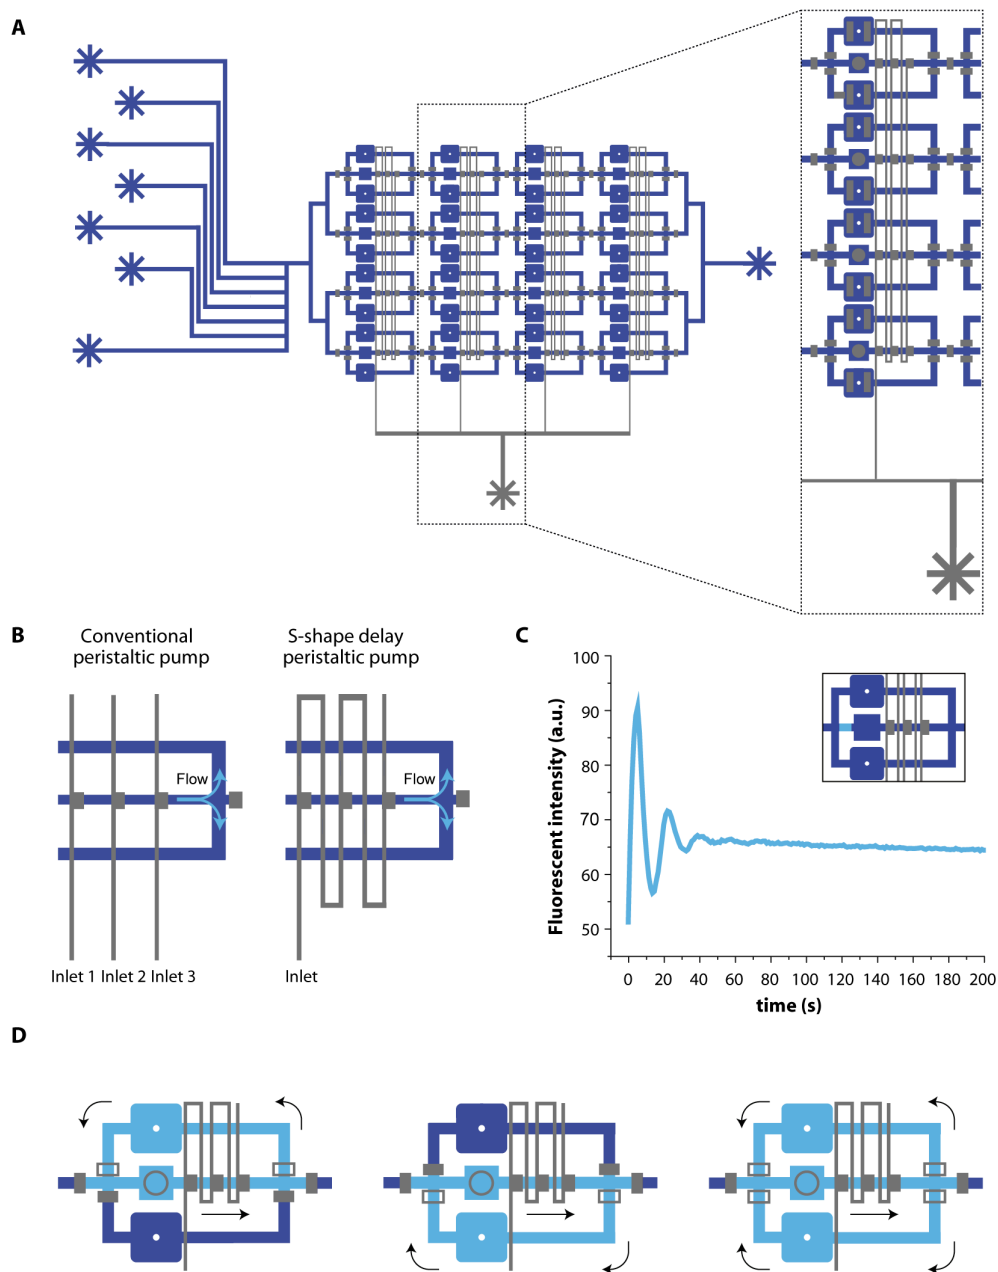 A
B
Conventional
peristaltic pump
S-shape delay
peristaltic pump
Flow
Flow
Inlet 1 Inlet 2 Inlet 3
Inlet
C
Fluorescent intensity (a.u.)
100
90
80
70
60
50
0 20 40 60 80 100 120 140 160 180 200
time (s)
D